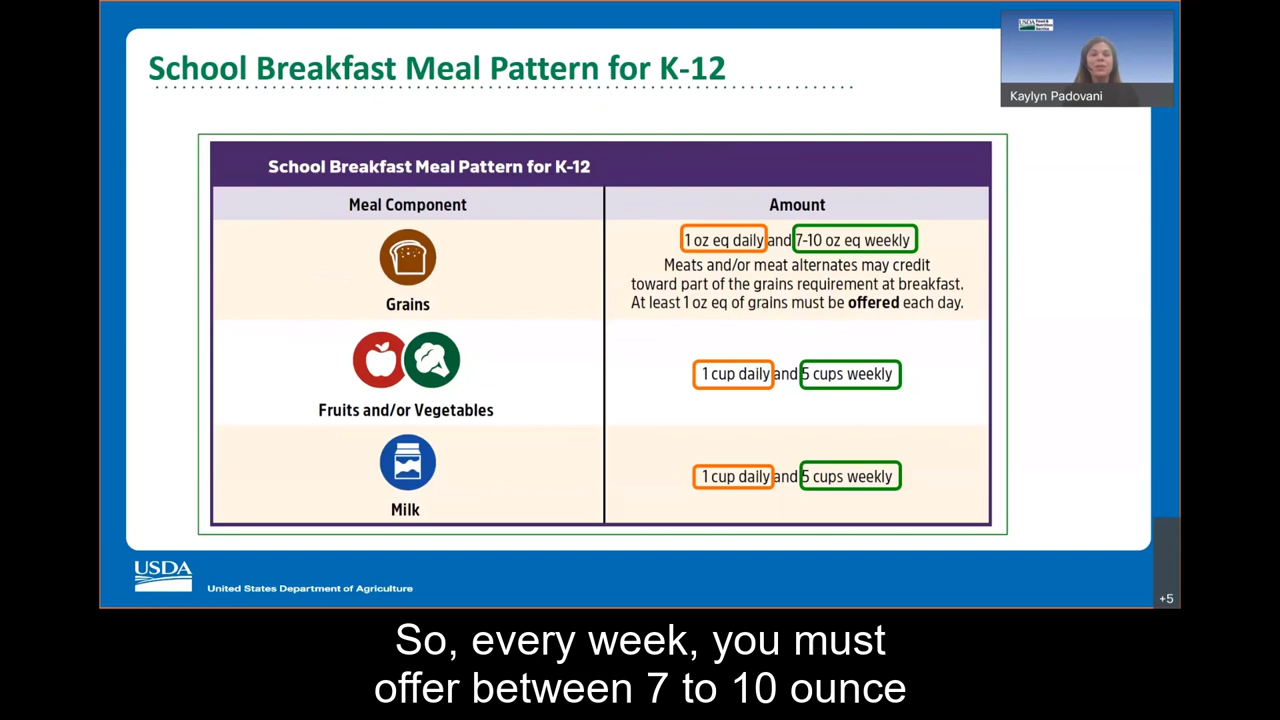 School Breakfast Meal Pattern for K-12
USDA Food & Nutrition Service
Kaylyn Padovani
School Breakfast Meal Pattern for K-12
Meal Component
Amount
Grains
1 oz eq daily and 7-10 oz eq weekly
Meats and/or meat alternates may credit
toward part of the grains requirement at breakfast.
At least 1 oz eq of grains must be offered each day.
Fruits and/or Vegetables
1 cup daily and 5 cups weekly
Milk
1 cup daily and 5 cups weekly
USDA
United States Department of Agriculture
+5
So, every week, you must
offer between 7 to 10 ounce